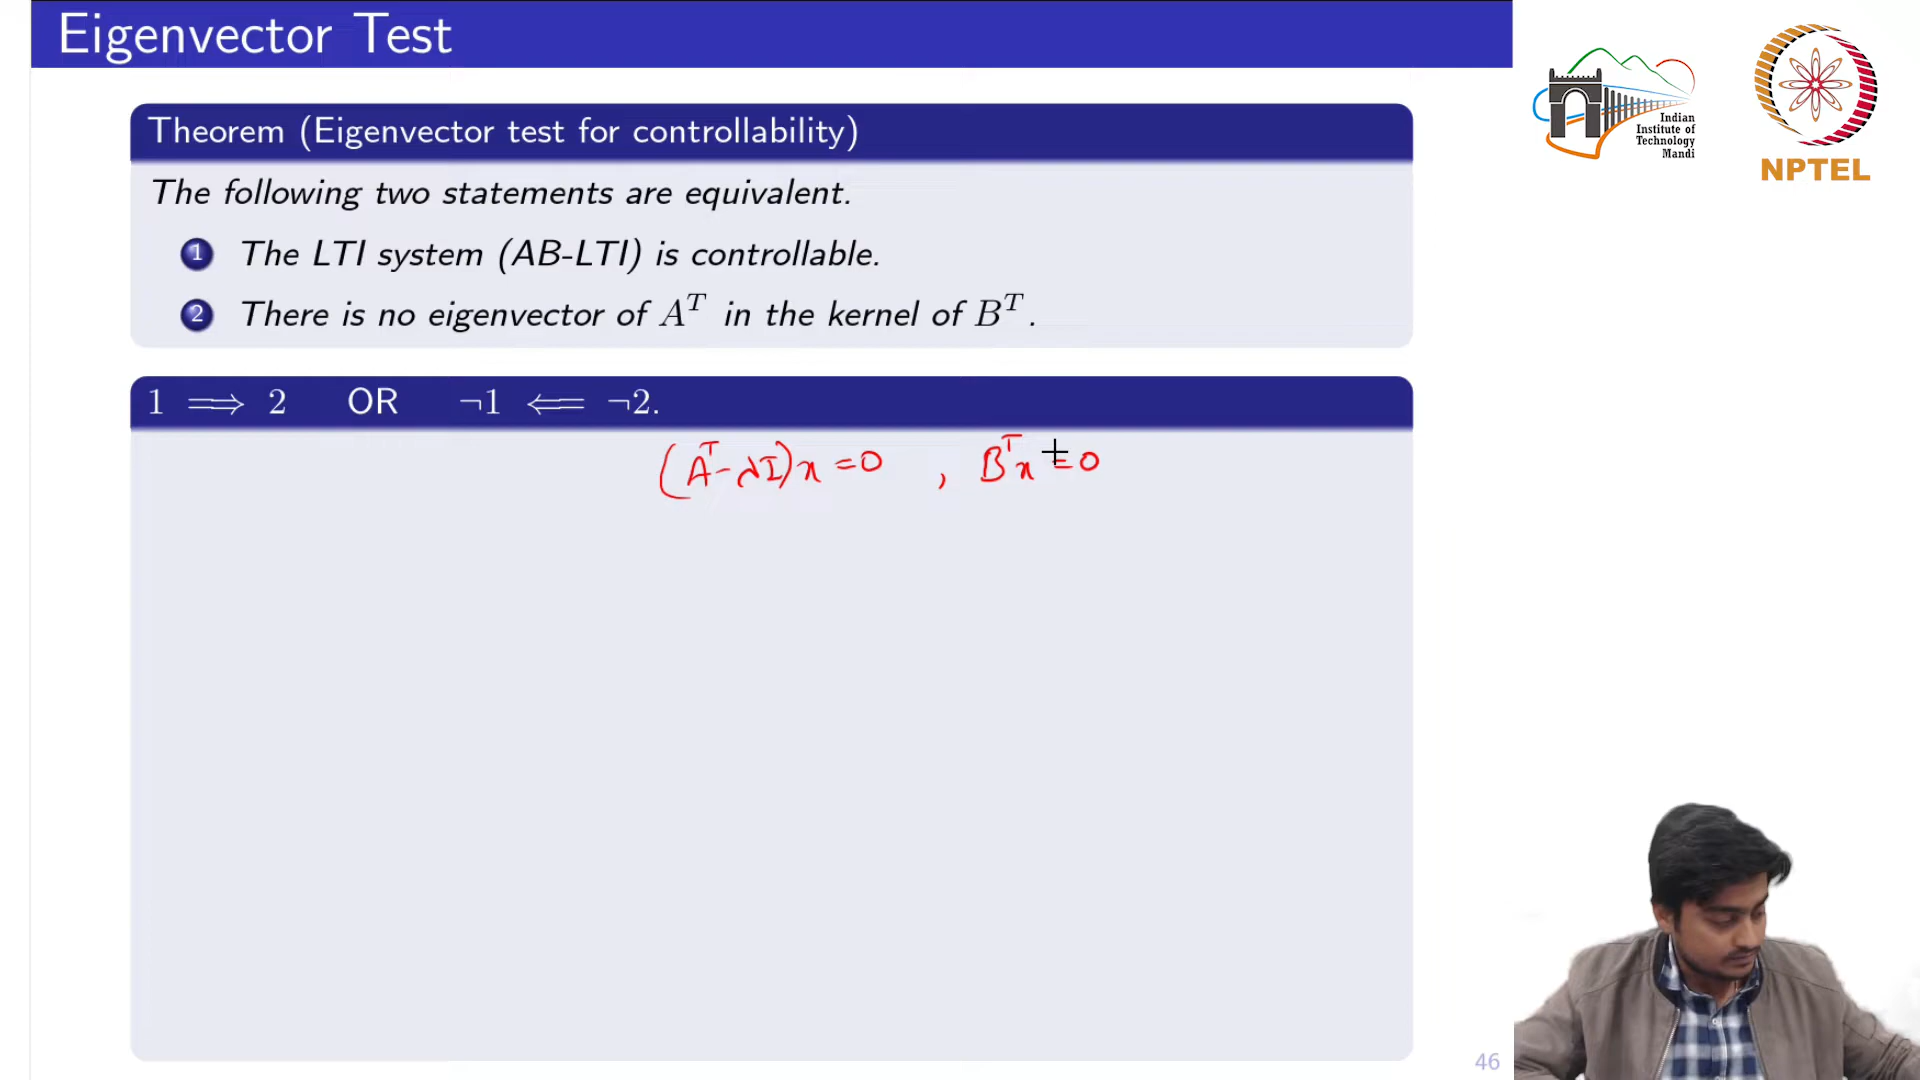 Eigenvector Test
Indian
Institute of
Technology
Mandi
NPTEL
Theorem (Eigenvector test for controllability)
The following two statements are equivalent.
1 The LTI system (AB-LTI) is controllable.
2 There is no eigenvector of A^T in the kernel of B^T.
1 ⟹ 2 OR ¬1 ⟸ ¬2.
(A^T-λI)x=0 , B^Tx=0
46